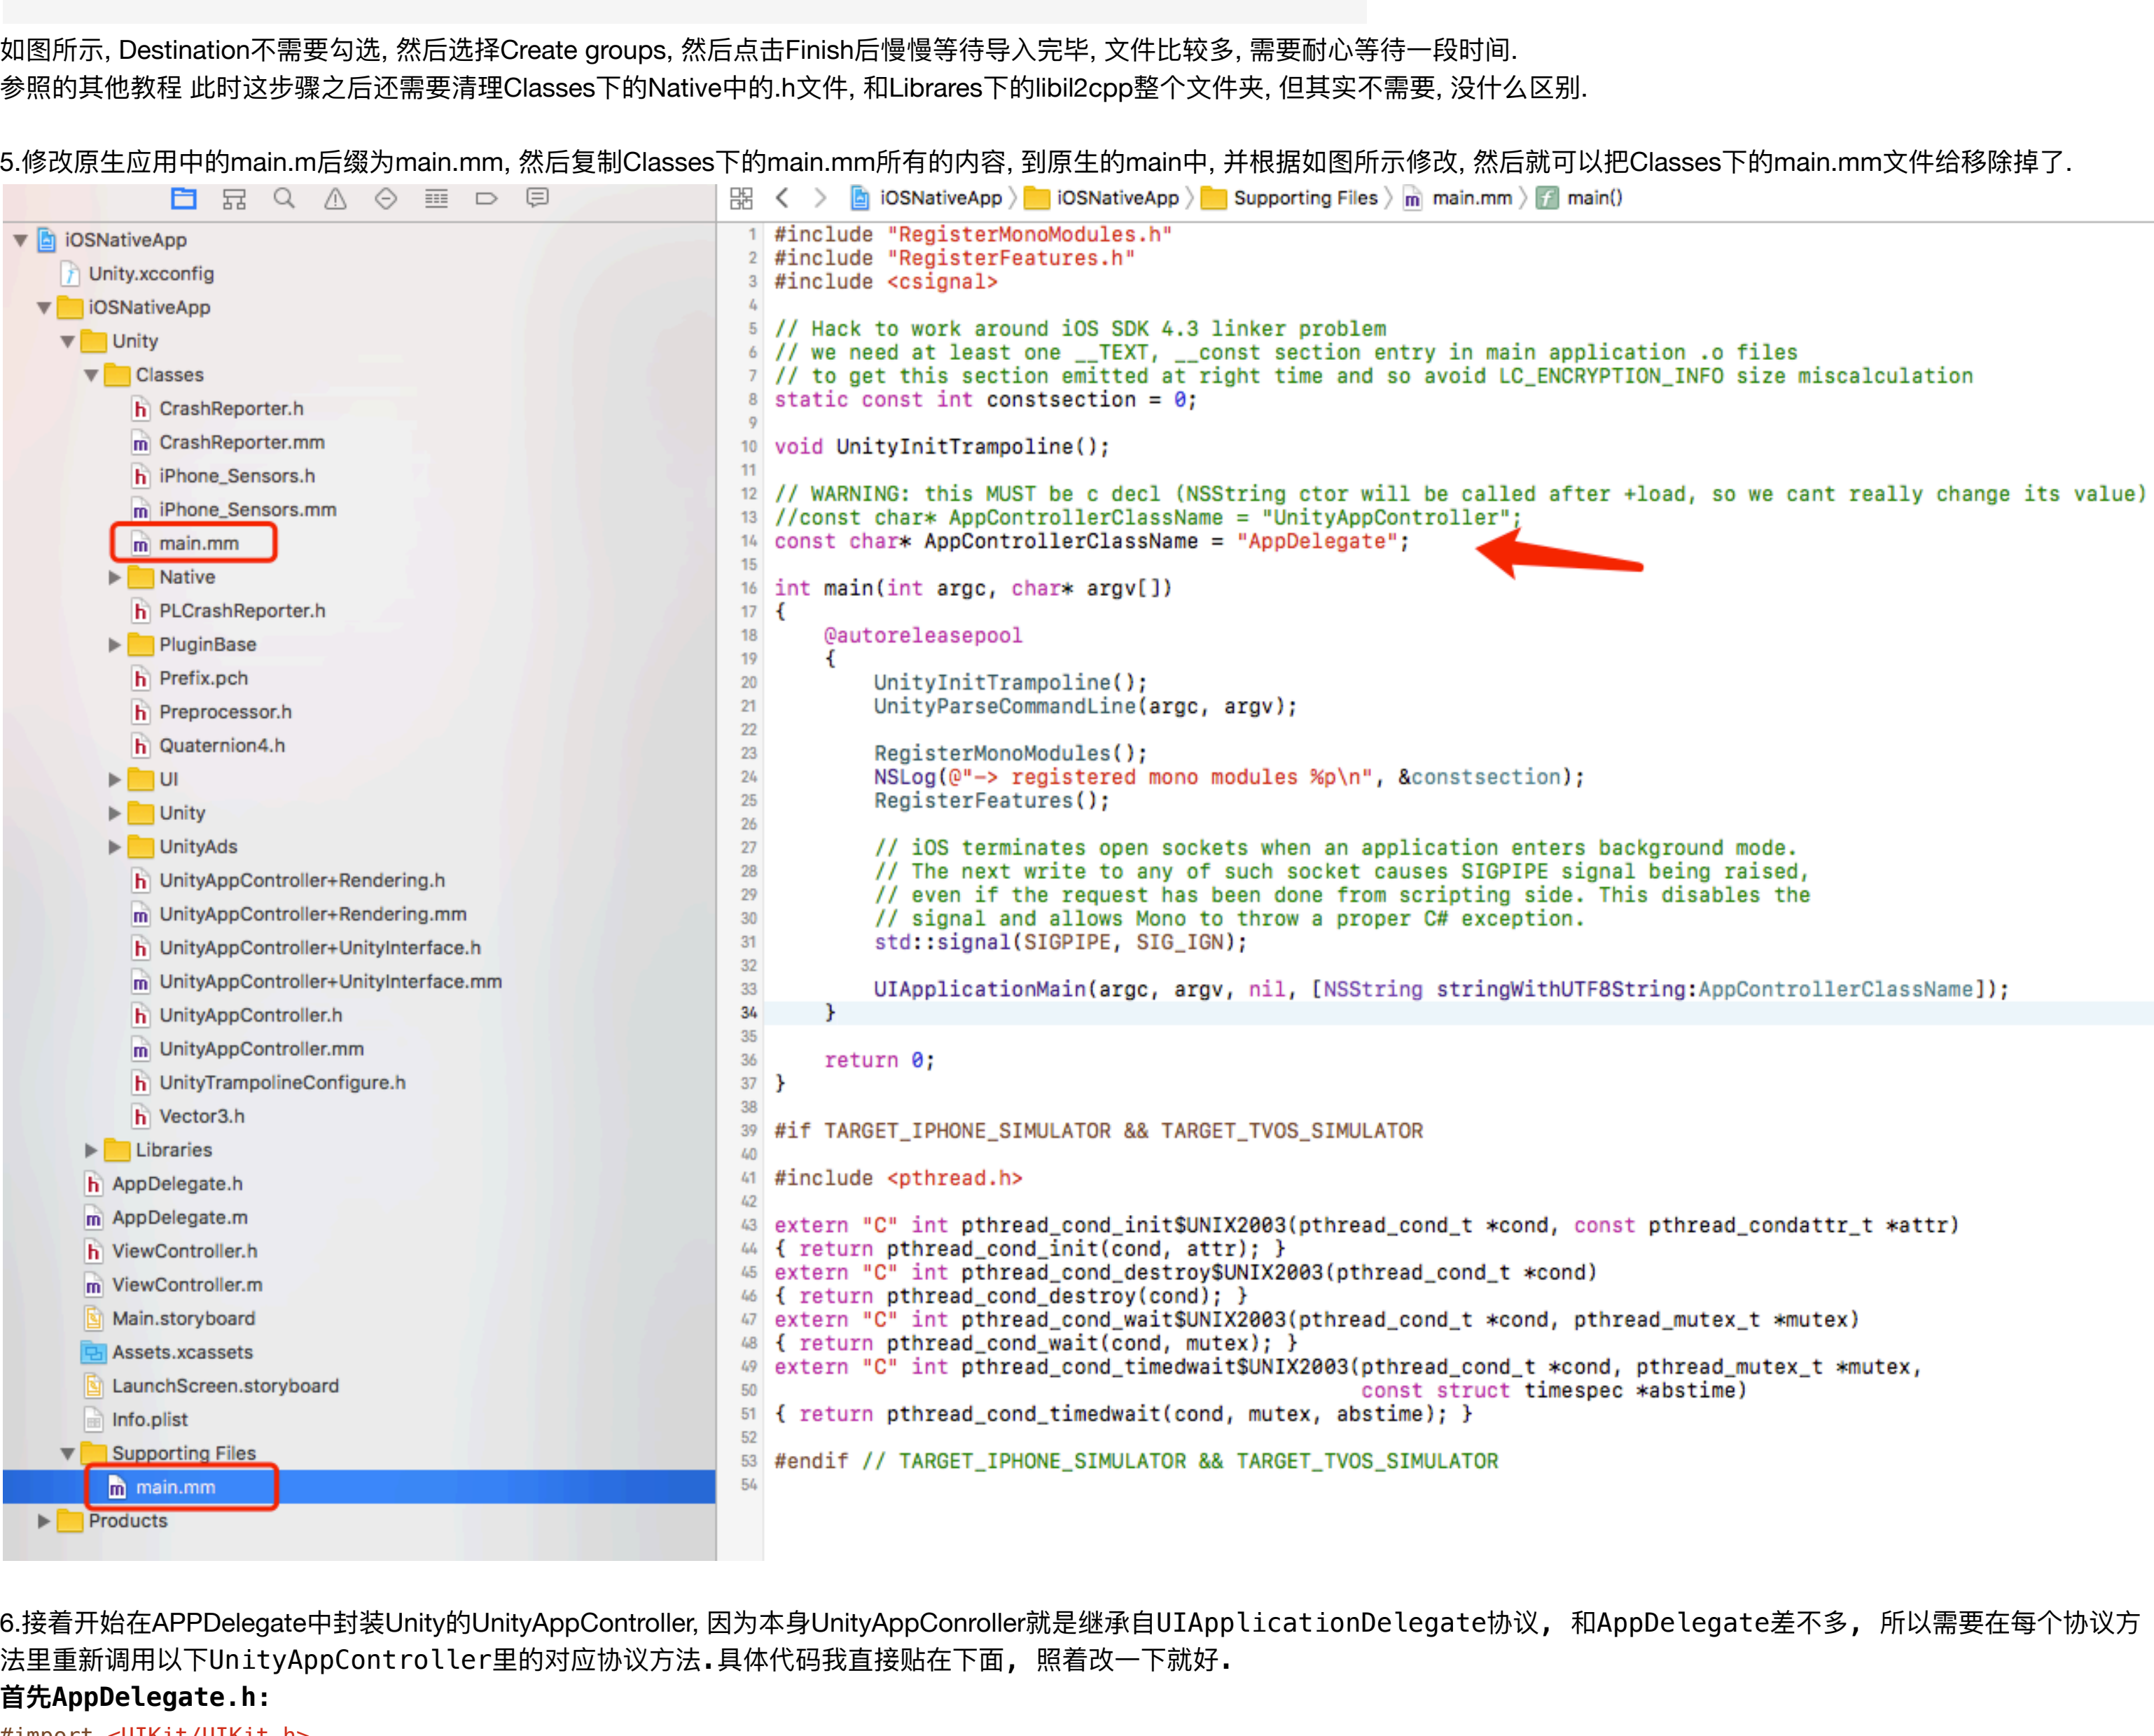 如图所示, Destination不需要勾选, 然后选择Create groups, 然后点击Finish后慢慢等待导入完毕, 文件比较多, 需要耐心等待一段时间.
参照的其他教程 此时这步骤之后还需要清理Classes下的Native中的.h文件, 和Librares下的libil2cpp整个文件夹, 但其实不需要, 没什么区别.
5.修改原生应用中的main.m后缀为main.mm, 然后复制Classes下的main.mm所有的内容, 到原生的main中, 并根据如图所示修改, 然后就可以把Classes下的main.mm文件给移除掉了.
iOSNativeApp
Unity.xcconfig
iOSNativeApp
Unity
Classes
CrashReporter.h
CrashReporter.mm
iPhone_Sensors.h
iPhone_Sensors.mm
main.mm
Native
PLCrashReporter.h
PluginBase
Prefix.pch
Preprocessor.h
Quaternion4.h
UI
Unity
UnityAds
UnityAppController+Rendering.h
UnityAppController+Rendering.mm
UnityAppController+UnityInterface.h
UnityAppController+UnityInterface.mm
UnityAppController.h
UnityAppController.mm
UnityTrampolineConfigure.h
Vector3.h
Libraries
AppDelegate.h
AppDelegate.m
ViewController.h
ViewController.m
Main.storyboard
Assets.xcassets
LaunchScreen.storyboard
Info.plist
Supporting Files
main.mm
Products
iOSNativeApp 〉 iOSNativeApp 〉 Supporting Files 〉 main.mm 〉 main()
1 #include "RegisterMonoModules.h"
2 #include "RegisterFeatures.h"
3 #include <csignal>
4
5 // Hack to work around iOS SDK 4.3 linker problem
6 // we need at least one __TEXT, __const section entry in main application .o files
7 // to get this section emitted at right time and so avoid LC_ENCRYPTION_INFO size miscalculation
8 static const int constsection = 0;
9
10 void UnityInitTrampoline();
11
12 // WARNING: this MUST be c decl (NSString ctor will be called after +load, so we cant really change its value)
13 //const char* AppControllerClassName = "UnityAppController";
14 const char* AppControllerClassName = "AppDelegate";
15
16 int main(int argc, char* argv[])
17 {
18 @autoreleasepool
19 {
20 UnityInitTrampoline();
21 UnityParseCommandLine(argc, argv);
22
23 RegisterMonoModules();
24 NSLog(@"-> registered mono modules %p\n", &constsection);
25 RegisterFeatures();
26
27 // iOS terminates open sockets when an application enters background mode.
28 // The next write to any of such socket causes SIGPIPE signal being raised,
29 // even if the request has been done from scripting side. This disables the
30 // signal and allows Mono to throw a proper C# exception.
31 std::signal(SIGPIPE, SIG_IGN);
32
33 UIApplicationMain(argc, argv, nil, [NSString stringWithUTF8String:AppControllerClassName]);
34 }
35
36 return 0;
37 }
38
39 #if TARGET_IPHONE_SIMULATOR && TARGET_TVOS_SIMULATOR
40
41 #include <pthread.h>
42
43 extern "C" int pthread_cond_init$UNIX2003(pthread_cond_t *cond, const pthread_condattr_t *attr)
44 { return pthread_cond_init(cond, attr); }
45 extern "C" int pthread_cond_destroy$UNIX2003(pthread_cond_t *cond)
46 { return pthread_cond_destroy(cond); }
47 extern "C" int pthread_cond_wait$UNIX2003(pthread_cond_t *cond, pthread_mutex_t *mutex)
48 { return pthread_cond_wait(cond, mutex); }
49 extern "C" int pthread_cond_timedwait$UNIX2003(pthread_cond_t *cond, pthread_mutex_t *mutex,
50 const struct timespec *abstime)
51 { return pthread_cond_timedwait(cond, mutex, abstime); }
52
53 #endif // TARGET_IPHONE_SIMULATOR && TARGET_TVOS_SIMULATOR
54
6.接着开始在APPDelegate中封装Unity的UnityAppController, 因为本身UnityAppConroller就是继承自UIApplicationDelegate协议, 和AppDelegate差不多, 所以需要在每个协议方
法里重新调用以下UnityAppController里的对应协议方法.具体代码我直接贴在下面, 照着改一下就好.
首先AppDelegate.h:
#import <UIKit/UIKit.h>